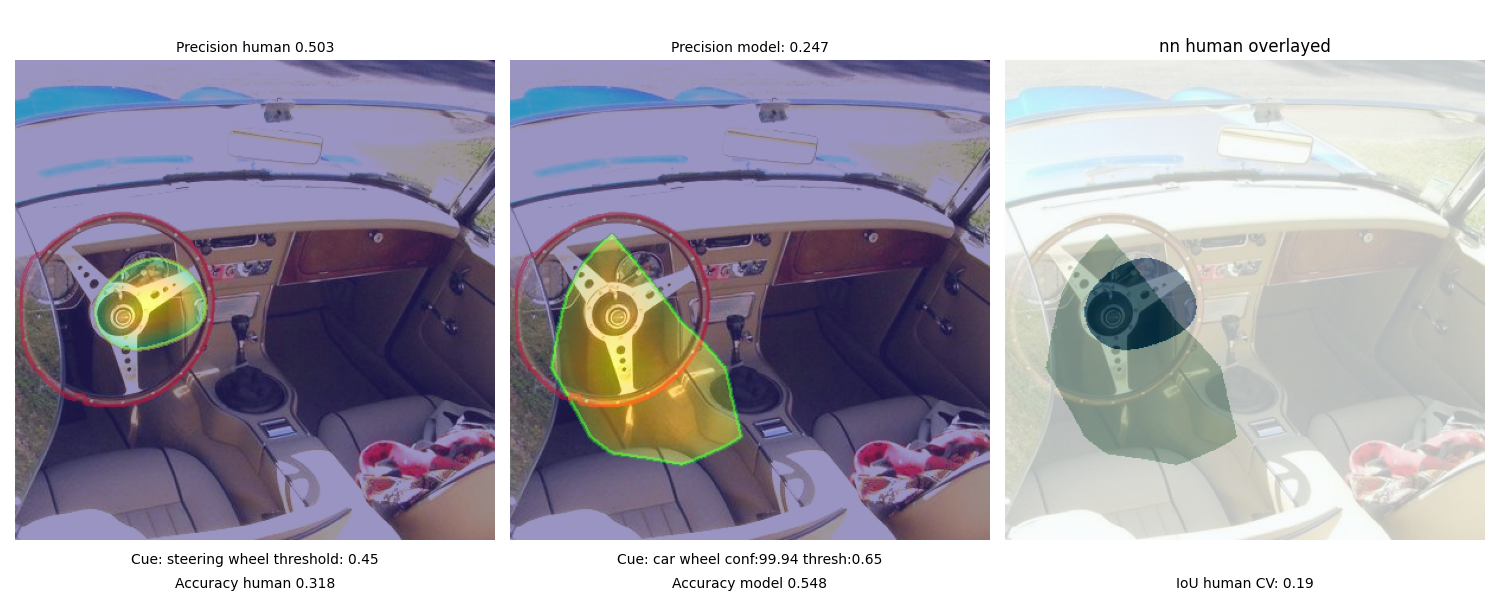 Precision human 0.503
Precision model: 0.247
nn human overlayed
Cue: steering wheel threshold: 0.45
Cue: car wheel conf:99.94 thresh:0.65
Accuracy human 0.318
Accuracy model 0.548
IoU human CV: 0.19